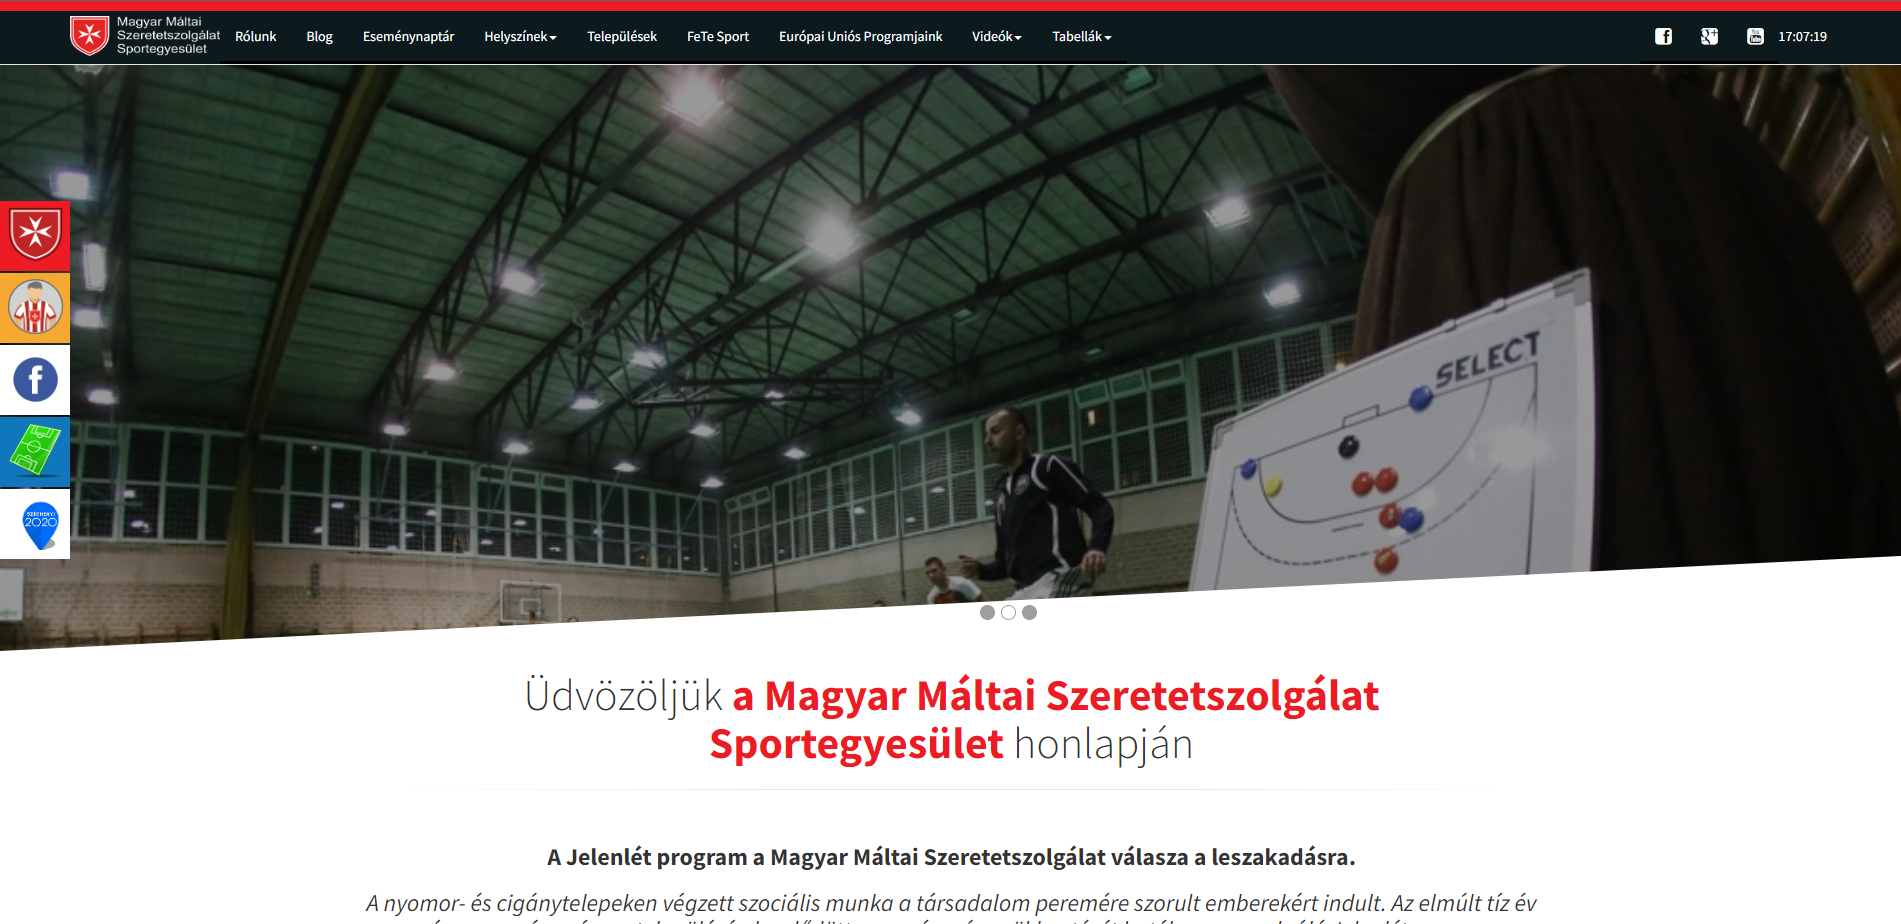 Magyar Máltai
Szeretetszolgálat
Sportegyesület
Rólunk Blog Eseménynaptár Helyszínek Települések FeTe Sport Európai Uniós Programjaink Videók Tabellák
17:07:19
You
Tube
SZÉCHENYI
2020
SELECT
Üdvözöljük a Magyar Máltai Szeretetszolgálat
Sportegyesület honlapján
A Jelenlét program a Magyar Máltai Szeretetszolgálat válasza a leszakadásra.
A nyomor- és cigánytelepeken végzett szociális munka a társadalom peremére szorult emberekért indult. Az elmúlt tíz év